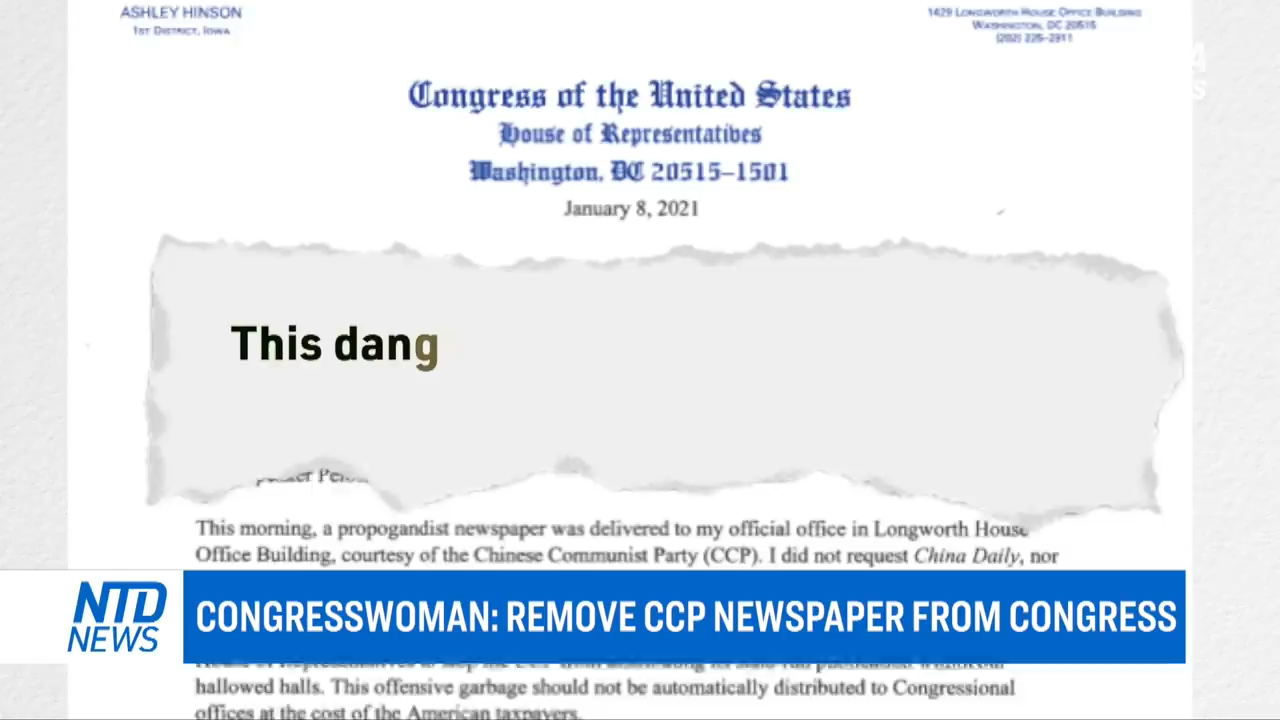 ASHLEY HINSON
1ST DISTRICT, IOWA
1429 LONGWORTH HOUSE OFFICE BUILDING
WASHINGTON, DC 20515
(202) 225–2911
Congress of the United States
House of Representatives
Washington, DC 20515–1501
January 8, 2021
This dang
This morning, a propogandist newspaper was delivered to my official office in Longworth House
Office Building, courtesy of the Chinese Communist Party (CCP). I did not request China Daily, nor
NTD
NEWS
CONGRESSWOMAN: REMOVE CCP NEWSPAPER FROM CONGRESS
hallowed halls. This offensive garbage should not be automatically distributed to Congressional
offices at the cost of the American taxpayers.